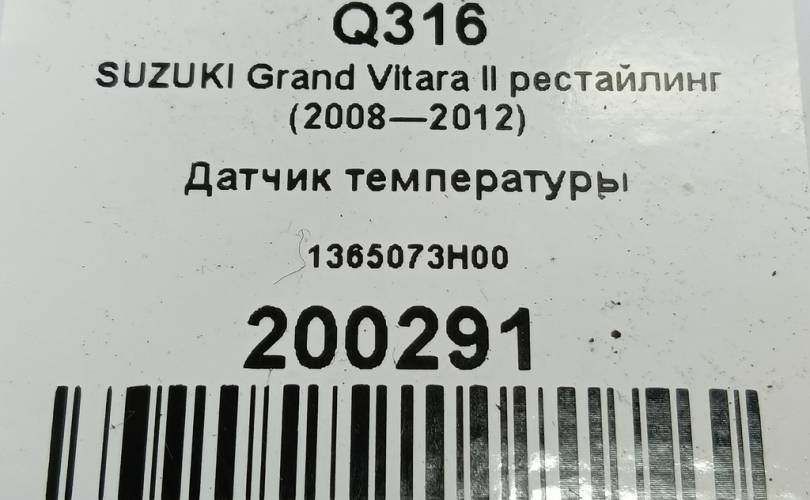 Q316
SUZUKI Grand Vitara II рестайлинг
(2008—2012)
Датчик температуры
1365073H00
200291